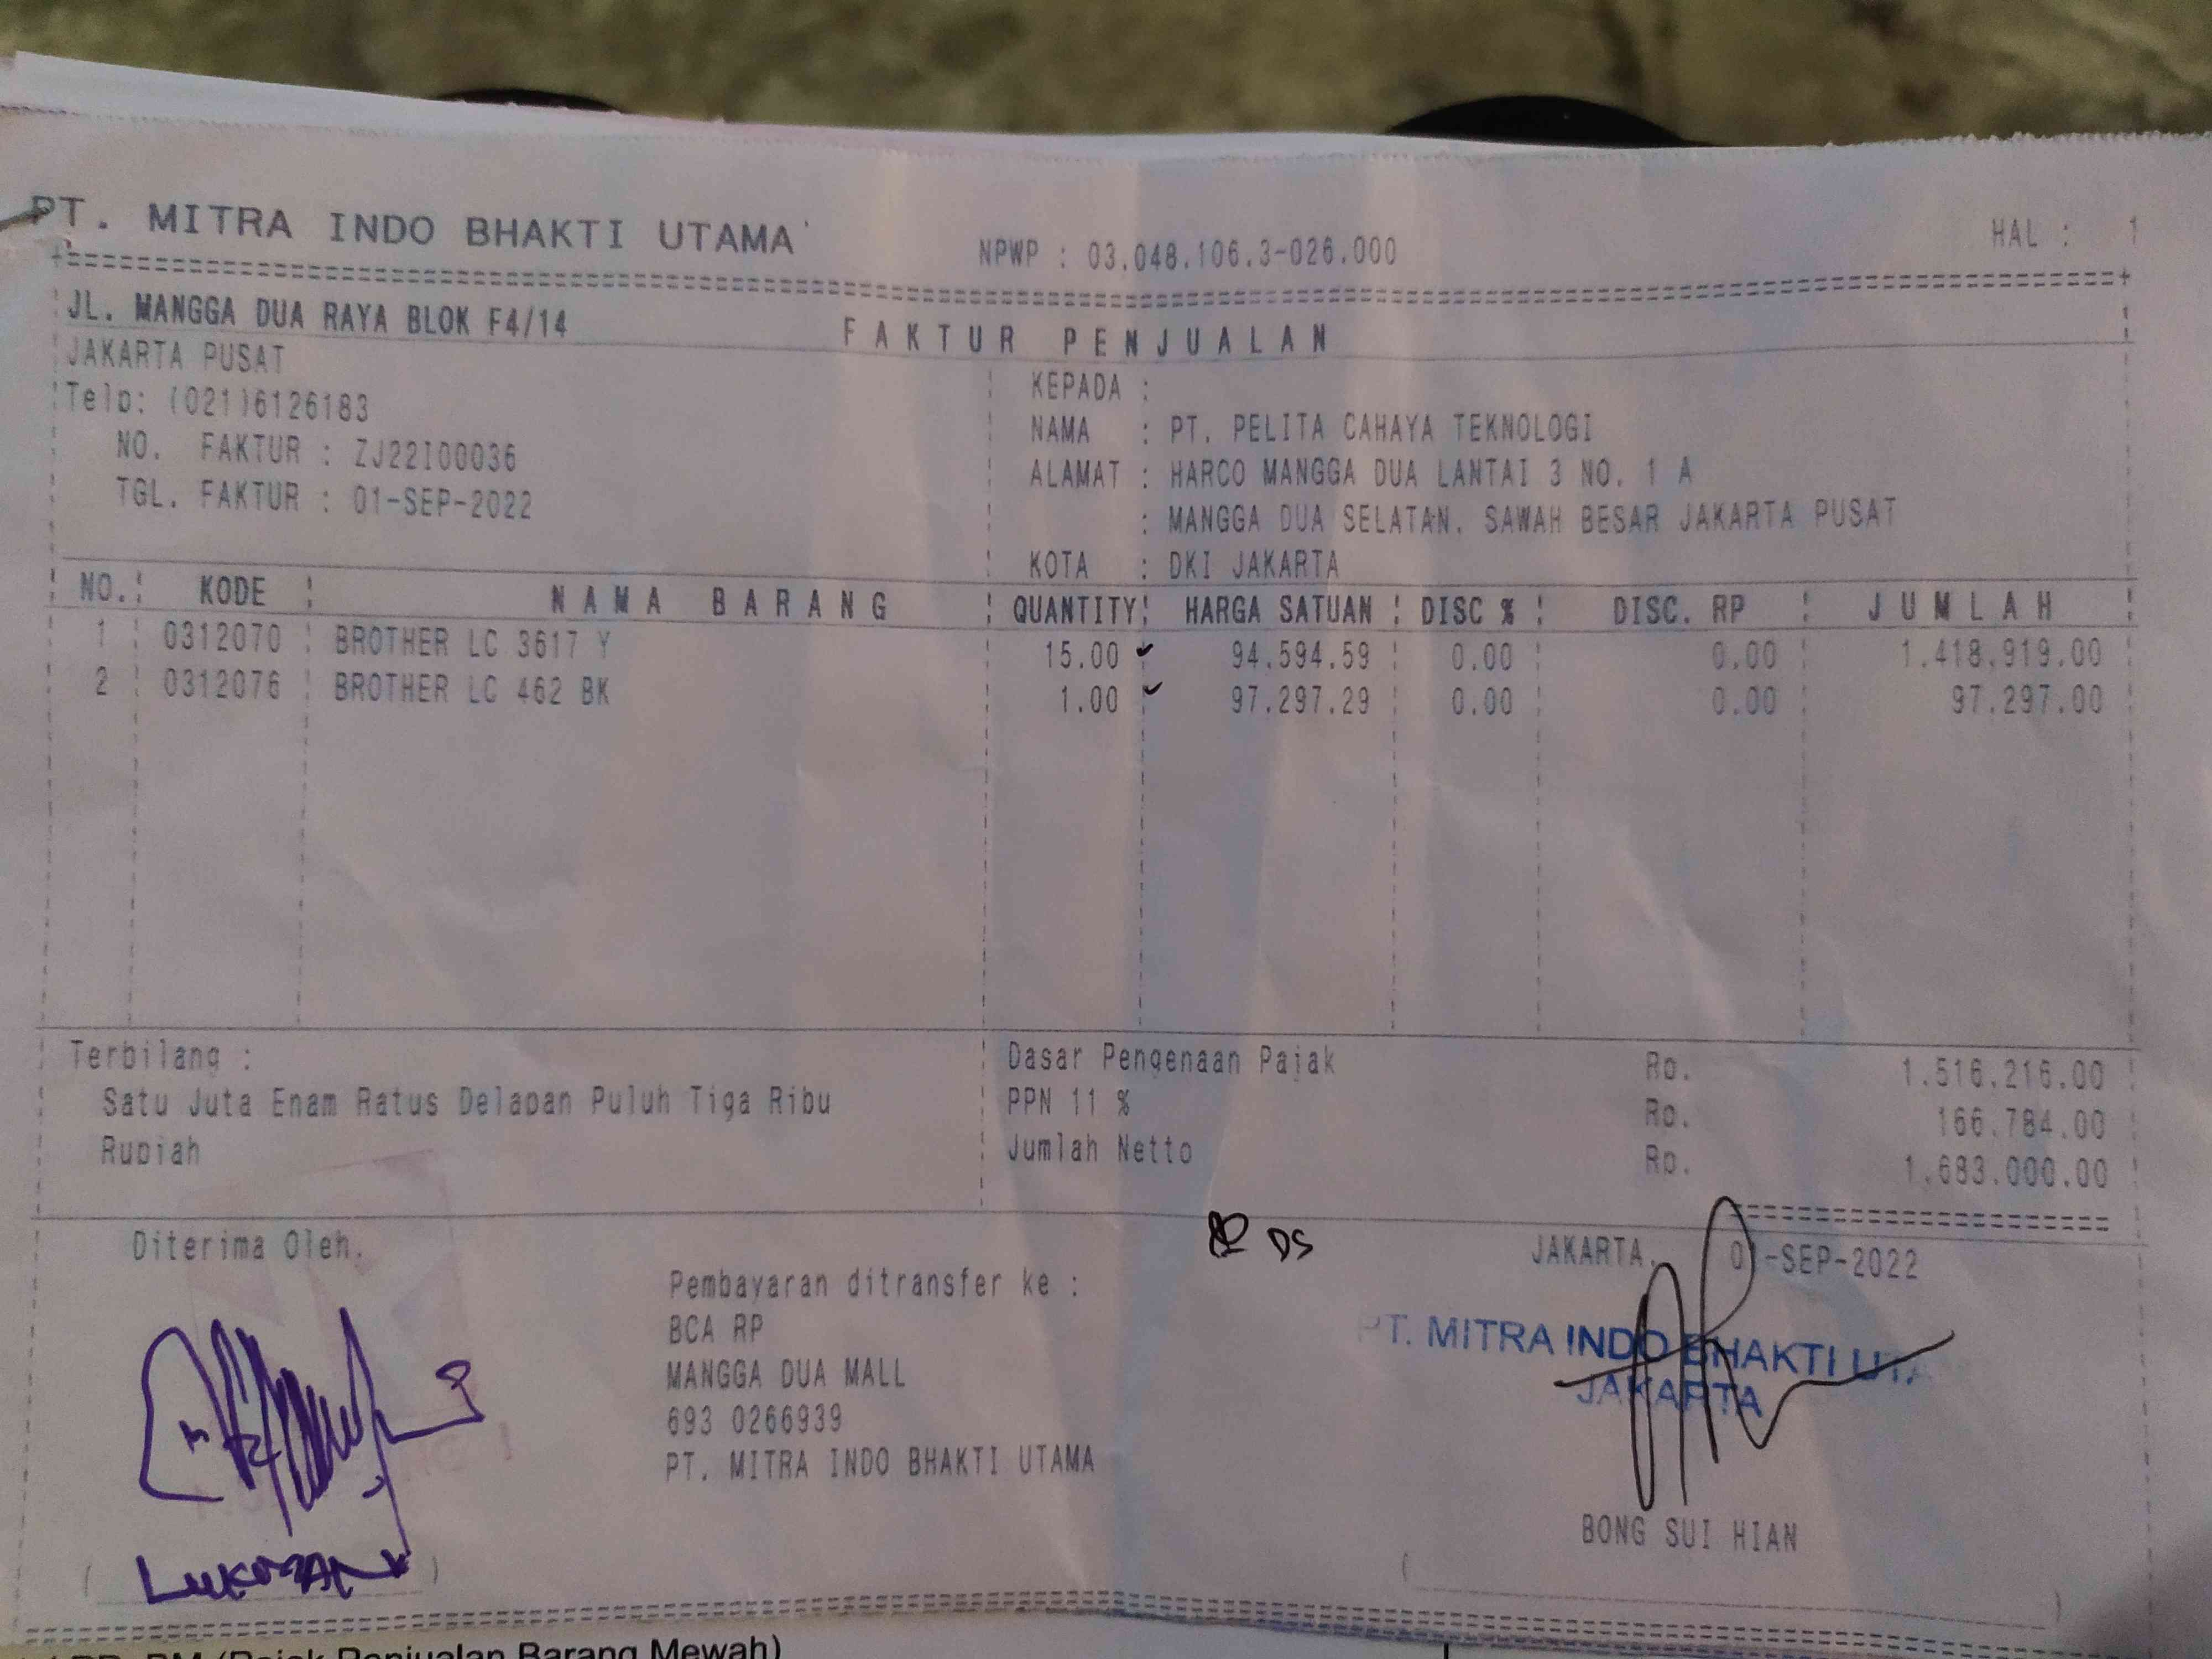 PT. MITRA INDO BHAKTI UTAMA
NPWP : 03.048.106.3-026.000
HAL : 1
JL. MANGGA DUA RAYA BLOK F4/14
JAKARTA PUSAT
Telp: (021)6126183
NO. FAKTUR : ZJ22I00036
TGL. FAKTUR : 01-SEP-2022
FAKTUR PENJUALAN
KEPADA :
NAMA : PT. PELITA CAHAYA TEKNOLOGI
ALAMAT : HARCO MANGGA DUA LANTAI 3 NO. 1 A
: MANGGA DUA SELATAN, SAWAH BESAR JAKARTA PUSAT
KOTA : DKI JAKARTA
NO. KODE NAMA BARANG QUANTITY HARGA SATUAN DISC % DISC. RP JUMLAH
1 0312070 BROTHER LC 3617 Y 15.00 94.594.59 0.00 0.00 1.418.919.00
2 0312076 BROTHER LC 462 BK 1.00 97.297.29 0.00 0.00 97.297.00
Terbilang :
Satu Juta Enam Ratus Delapan Puluh Tiga Ribu
Rupiah
Dasar Pengenaan Pajak Rp. 1.516.216.00
PPN 11 % Rp. 166.784.00
Jumlah Netto Rp. 1.683.000.00
Diterima Oleh,
LUKMAN
Pembayaran ditransfer ke :
BCA RP
MANGGA DUA MALL
693 0266939
PT. MITRA INDO BHAKTI UTAMA
DS
JAKARTA, 01-SEP-2022
PT. MITRA INDO BHAKTI UTA
JAKARTA
BONG SUI HIAN
BM (Pajak Penjualan Barang Mewah)